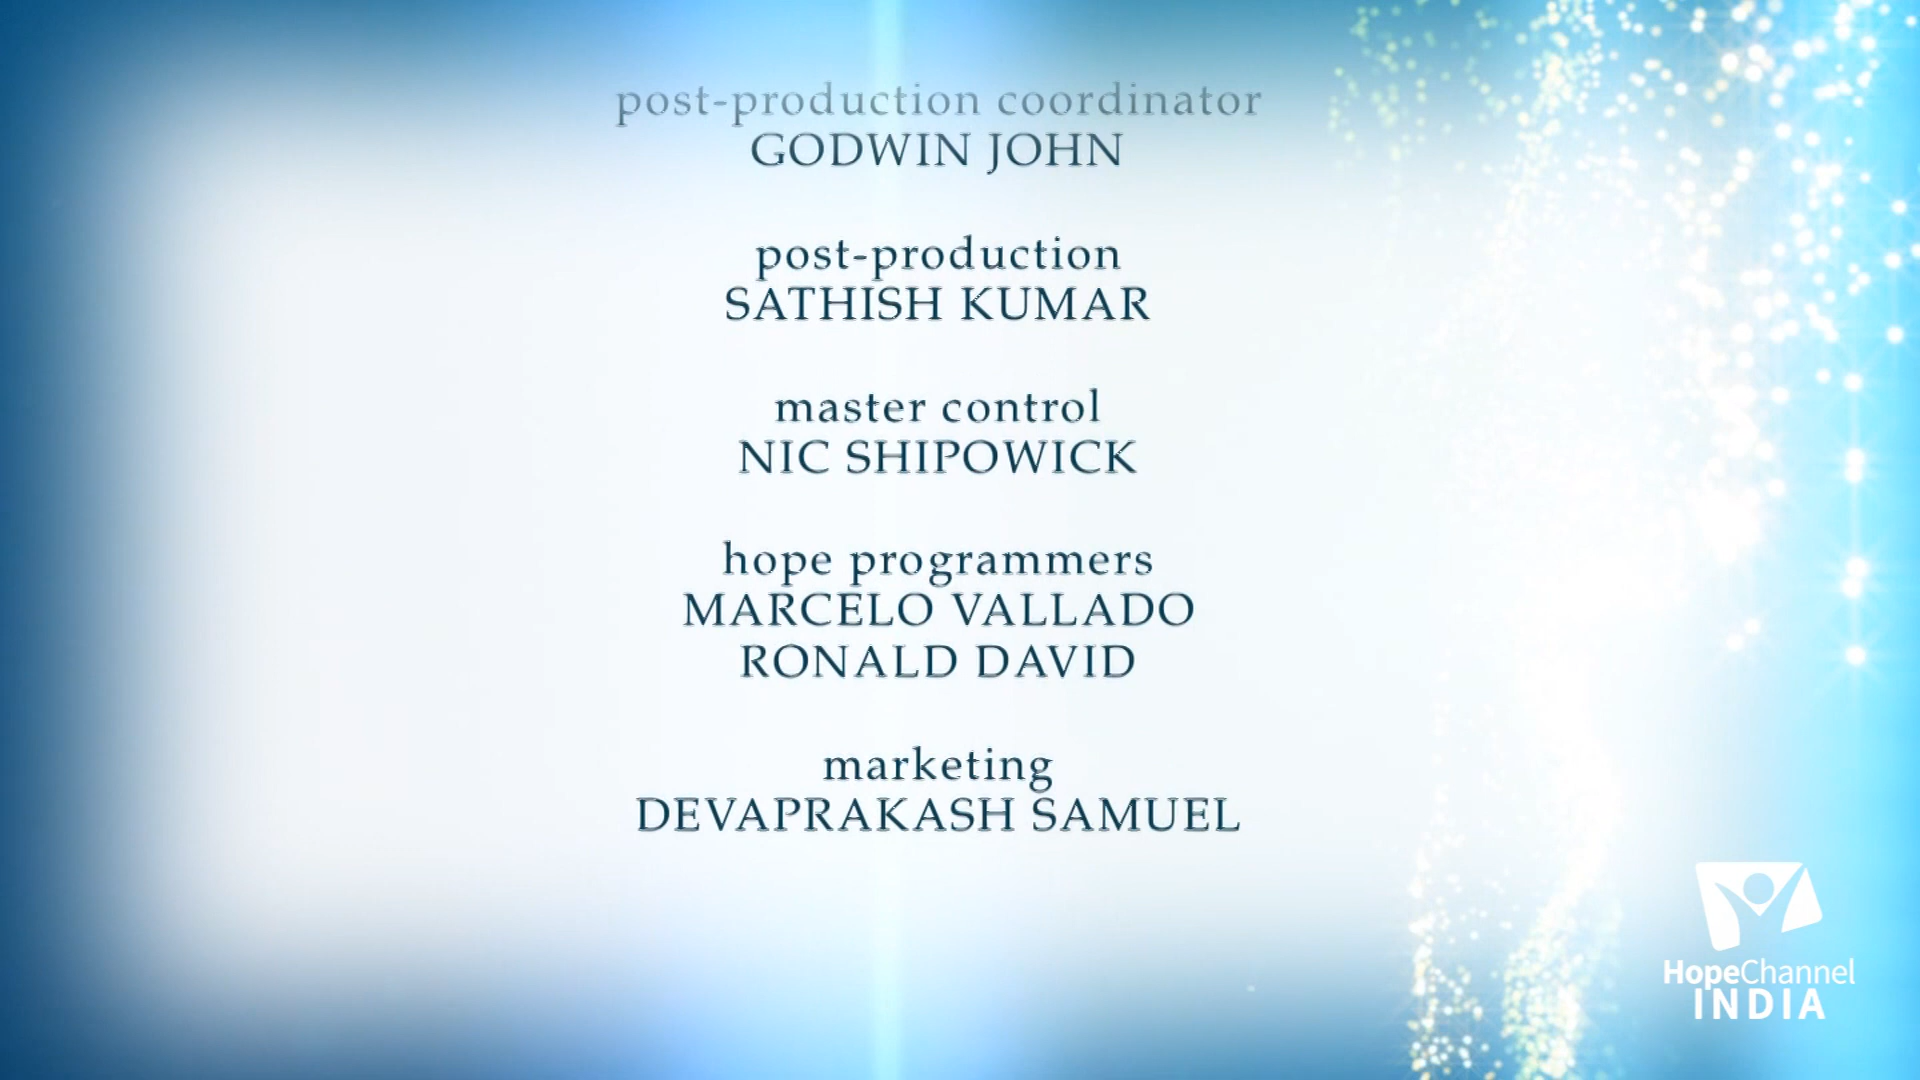 post-production coordinator
GODWIN JOHN
post-production
SATHISH KUMAR
master control
NIC SHIPOWICK
hope programmers
MARCELO VALLADO
RONALD DAVID
marketing
DEVAPRAKASH SAMUEL
HopeChannel
INDIA